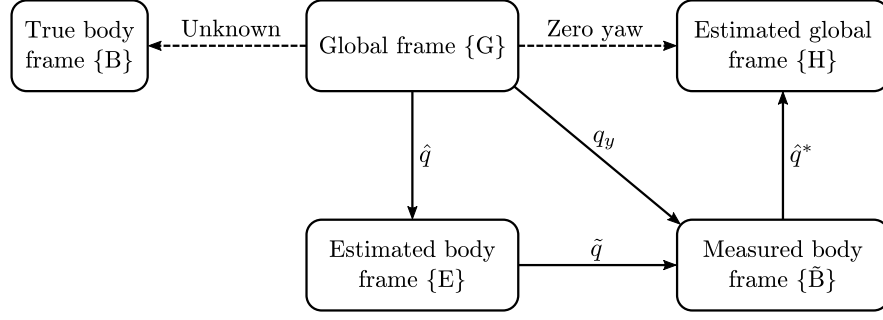 True body
frame {B}
Unknown
Global frame {G}
Zero yaw
Estimated global
frame {H}
q̂
q_y
q̂*
Estimated body
frame {E}
q̃
Measured body
frame {B̃}